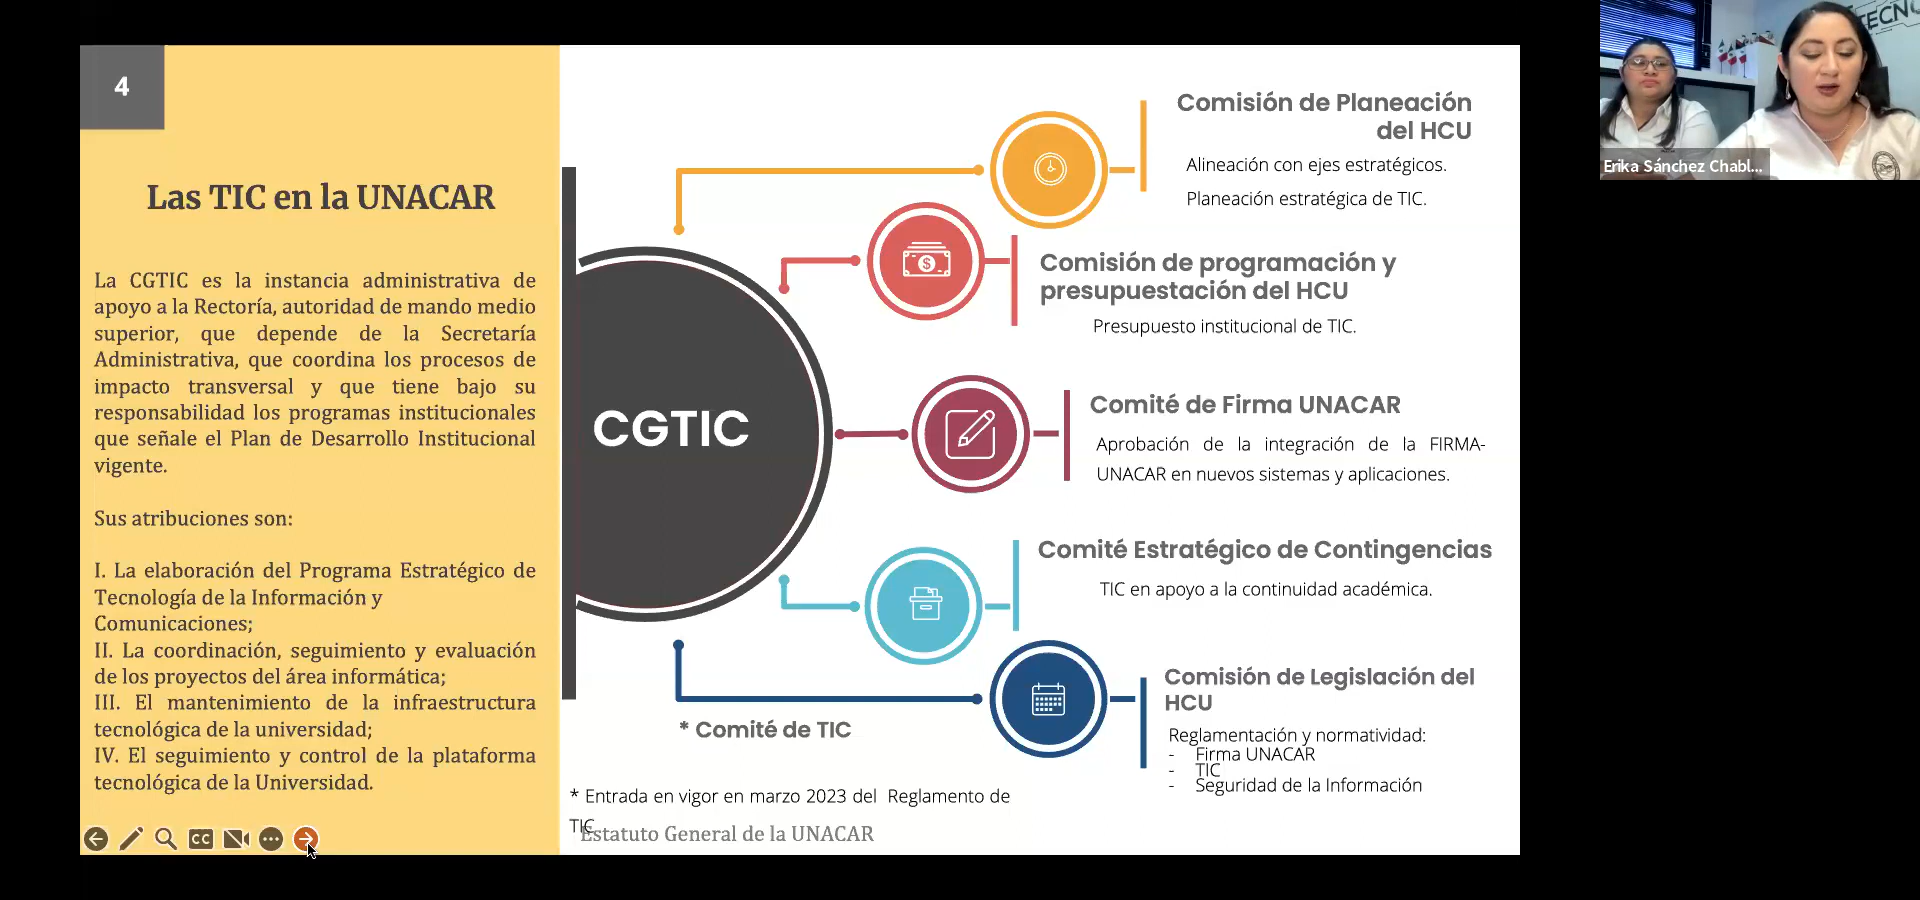 4
Las TIC en la UNACAR
La CGTIC es la instancia administrativa de
apoyo a la Rectoría, autoridad de mando medio
superior, que depende de la Secretaría
Administrativa, que coordina los procesos de
impacto transversal y que tiene bajo su
responsabilidad los programas institucionales
que señale el Plan de Desarrollo Institucional
vigente.
Sus atribuciones son:
I. La elaboración del Programa Estratégico de
Tecnología de la Información y
Comunicaciones;
II. La coordinación, seguimiento y evaluación
de los proyectos del área informática;
III. El mantenimiento de la infraestructura
tecnológica de la universidad;
IV. El seguimiento y control de la plataforma
tecnológica de la Universidad.
CC
CGTIC
Comisión de Planeación
del HCU
Alineación con ejes estratégicos.
Planeación estratégica de TIC.
$
Comisión de programación y
presupuestación del HCU
Presupuesto institucional de TIC.
Comité de Firma UNACAR
Aprobación de la integración de la FIRMA-
UNACAR en nuevos sistemas y aplicaciones.
Comité Estratégico de Contingencias
TIC en apoyo a la continuidad académica.
Comisión de Legislación del
HCU
Reglamentación y normatividad:
- Firma UNACAR
- TIC
- Seguridad de la Información
* Comité de TIC
* Entrada en vigor en marzo 2023 del Reglamento de
TIC
Estatuto General de la UNACAR
TECNO
Erika Sánchez Chabl...